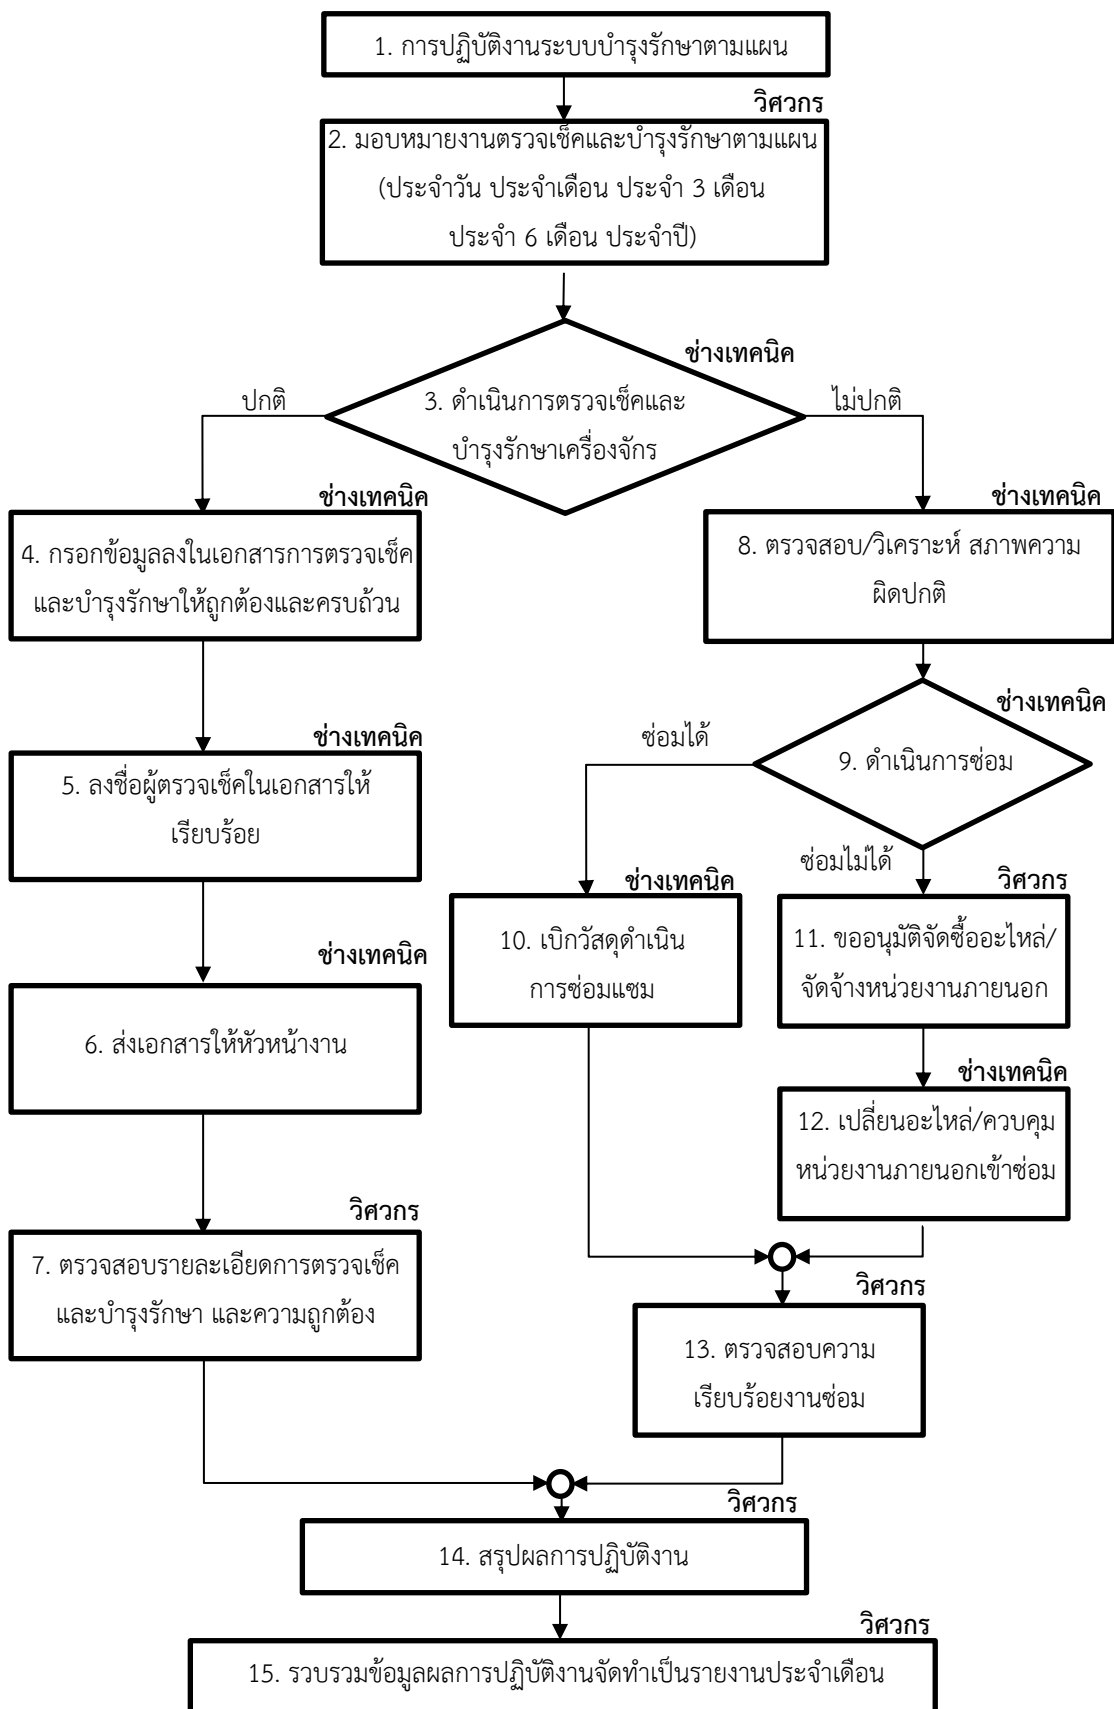 1. การปฏิบัติงานระบบบำรุงรักษาตามแผน
วิศวกร
2. มอบหมายงานตรวจเช็คและบำรุงรักษาตามแผน
(ประจำวัน ประจำเดือน ประจำ 3 เดือน
ประจำ 6 เดือน ประจำปี)
ช่างเทคนิค
ปกติ
ไม่ปกติ
3. ดำเนินการตรวจเช็คและ
บำรุงรักษาเครื่องจักร
ช่างเทคนิค
4. กรอกข้อมูลลงในเอกสารการตรวจเช็ค
และบำรุงรักษาให้ถูกต้องและครบถ้วน
ช่างเทคนิค
8. ตรวจสอบ/วิเคราะห์ สภาพความ
ผิดปกติ
ช่างเทคนิค
5. ลงชื่อผู้ตรวจเช็คในเอกสารให้
เรียบร้อย
ช่างเทคนิค
ซ่อมได้
9. ดำเนินการซ่อม
ซ่อมไม่ได้
ช่างเทคนิค
10. เบิกวัสดุดำเนิน
การซ่อมแซม
วิศวกร
11. ขออนุมัติจัดซื้ออะไหล่/
จัดจ้างหน่วยงานภายนอก
ช่างเทคนิค
6. ส่งเอกสารให้หัวหน้างาน
ช่างเทคนิค
12. เปลี่ยนอะไหล่/ควบคุม
หน่วยงานภายนอกเข้าซ่อม
วิศวกร
7. ตรวจสอบรายละเอียดการตรวจเช็ค
และบำรุงรักษา และความถูกต้อง
วิศวกร
13. ตรวจสอบความ
เรียบร้อยงานซ่อม
วิศวกร
14. สรุปผลการปฏิบัติงาน
วิศวกร
15. รวบรวมข้อมูลผลการปฏิบัติงานจัดทำเป็นรายงานประจำเดือน